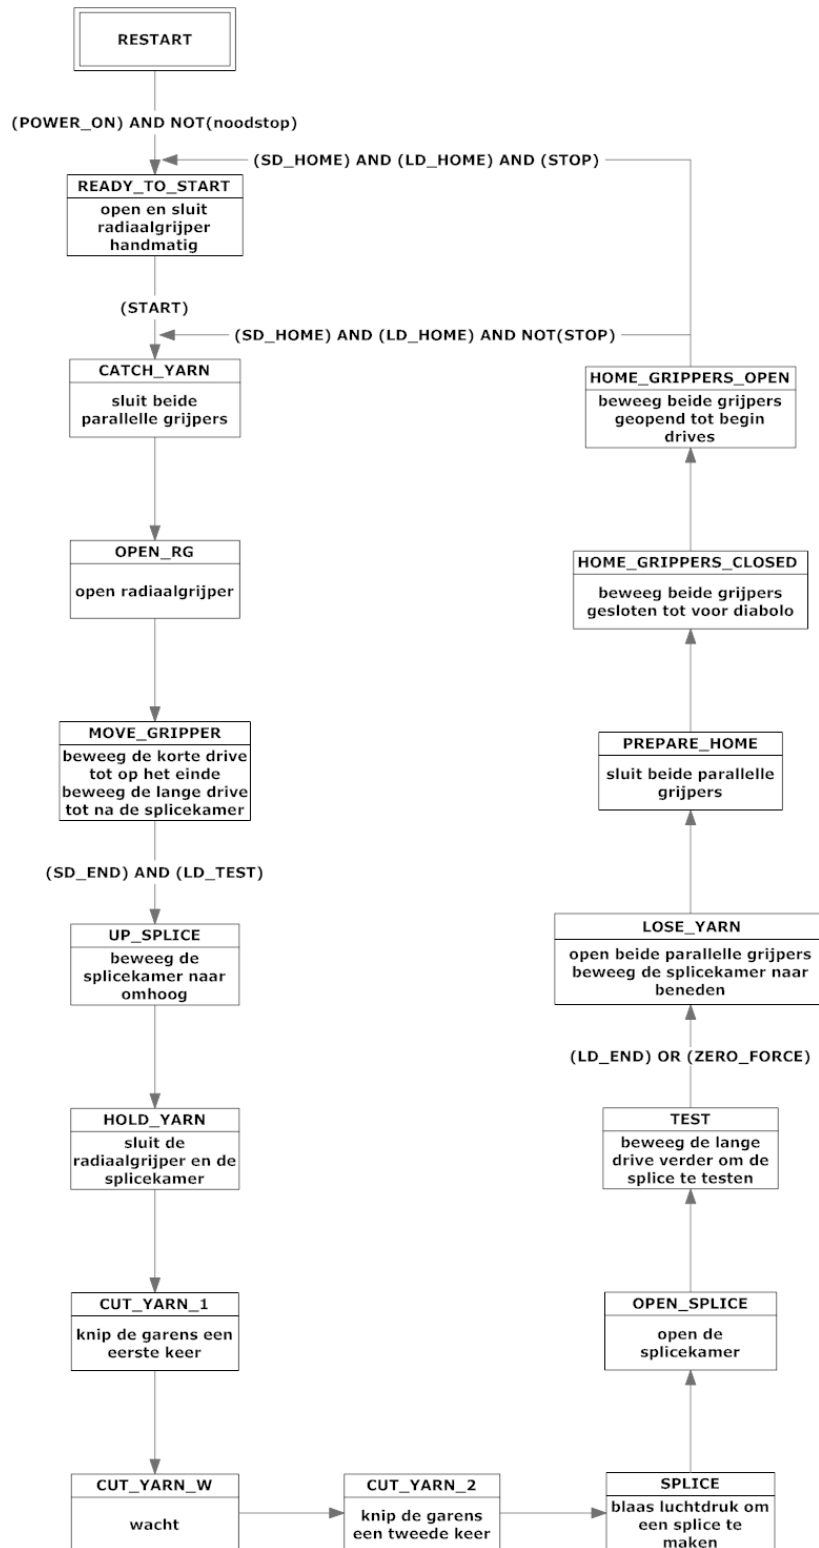 RESTART
(POWER_ON) AND NOT(noodstop)
(SD_HOME) AND (LD_HOME) AND (STOP)
READY_TO_START
open en sluit
radiaalgrijper
handmatig
(START)
(SD_HOME) AND (LD_HOME) AND NOT(STOP)
CATCH_YARN
sluit beide
parallelle grijpers
OPEN_RG
open radiaalgrijper
MOVE_GRIPPER
beweeg de korte drive
tot op het einde
beweeg de lange drive
tot na de splicekamer
(SD_END) AND (LD_TEST)
UP_SPLICE
beweeg de
splicekamer naar
omhoog
HOLD_YARN
sluit de
radiaalgrijper en de
splicekamer
CUT_YARN_1
knip de garens een
eerste keer
CUT_YARN_W
wacht
CUT_YARN_2
knip de garens
een tweede keer
SPLICE
blaas luchtdruk om
een splice te
maken
OPEN_SPLICE
open de
splicekamer
TEST
beweeg de lange
drive verder om de
splice te testen
(LD_END) OR (ZERO_FORCE)
LOSE_YARN
open beide parallelle grijpers
beweeg de splicekamer naar
beneden
PREPARE_HOME
sluit beide parallelle
grijpers
HOME_GRIPPERS_CLOSED
beweeg beide grijpers
gesloten tot voor diabolo
HOME_GRIPPERS_OPEN
beweeg beide grijpers
geopend tot begin
drives